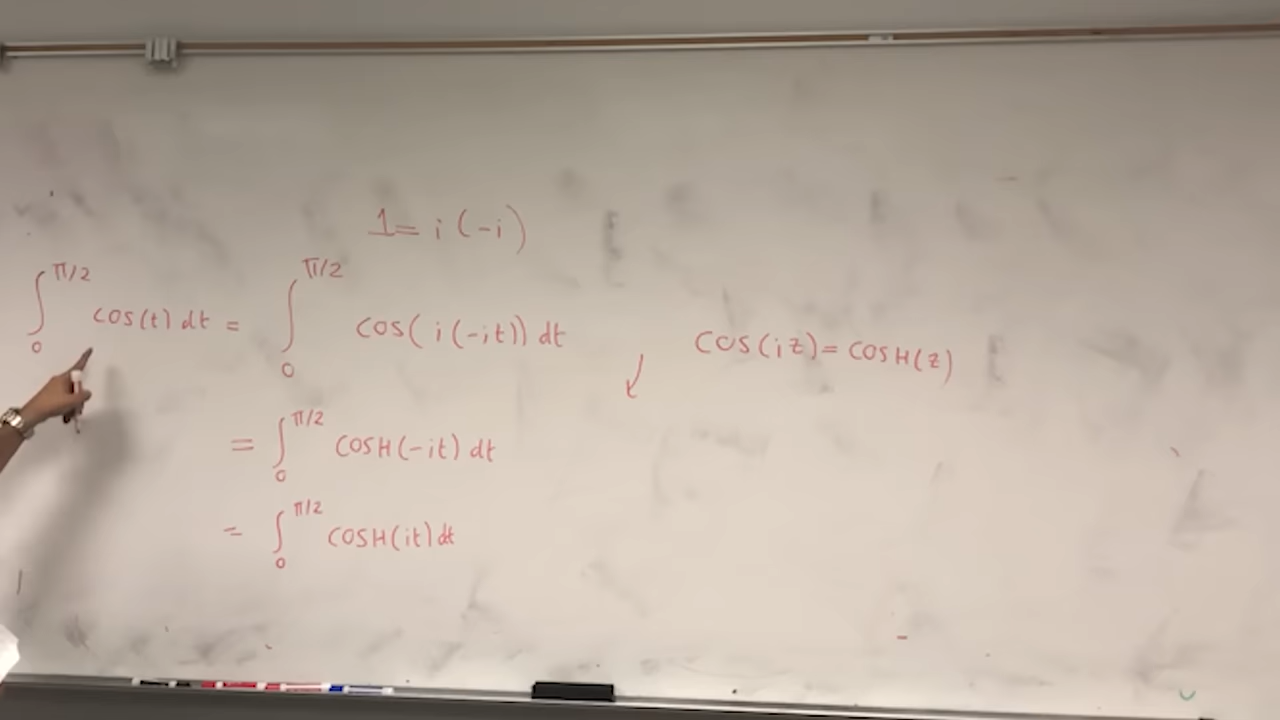 1 = i(-i)
∫₀^π/2 cos(t) dt = ∫₀^π/2 cos(i(-it)) dt ↙ cos(iz) = cosH(z)
= ∫₀^π/2 cosH(-it) dt
= ∫₀^π/2 cosH(it) dt